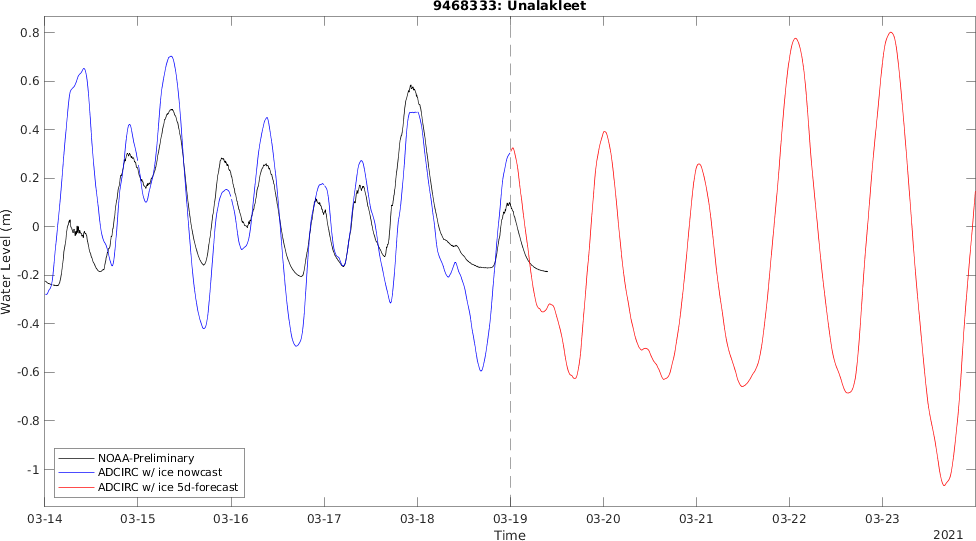 9468333: Unalakleet
Water Level (m)
0.8
0.6
0.4
0.2
0
-0.2
-0.4
-0.6
-0.8
-1
NOAA-Preliminary
ADCIRC w/ ice nowcast
ADCIRC w/ ice 5d-forecast
03-14 03-15 03-16 03-17 03-18 03-19 03-20 03-21 03-22 03-23
Time
2021